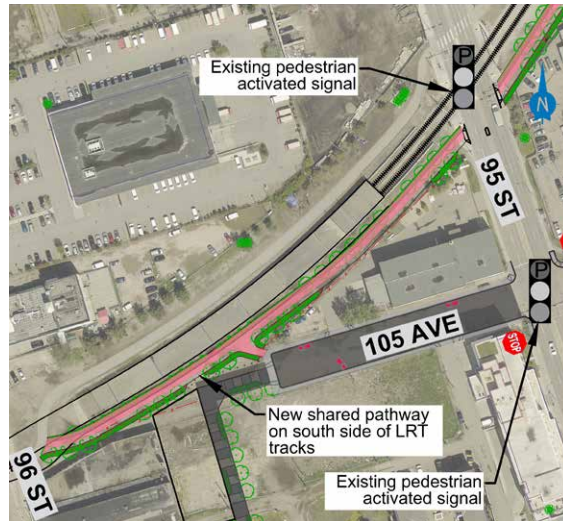 P
Existing pedestrian
activated signal
N
95 ST
P
105 AVE
STOP
New shared pathway
on south side of LRT
tracks
96 ST
Existing pedestrian
activated signal